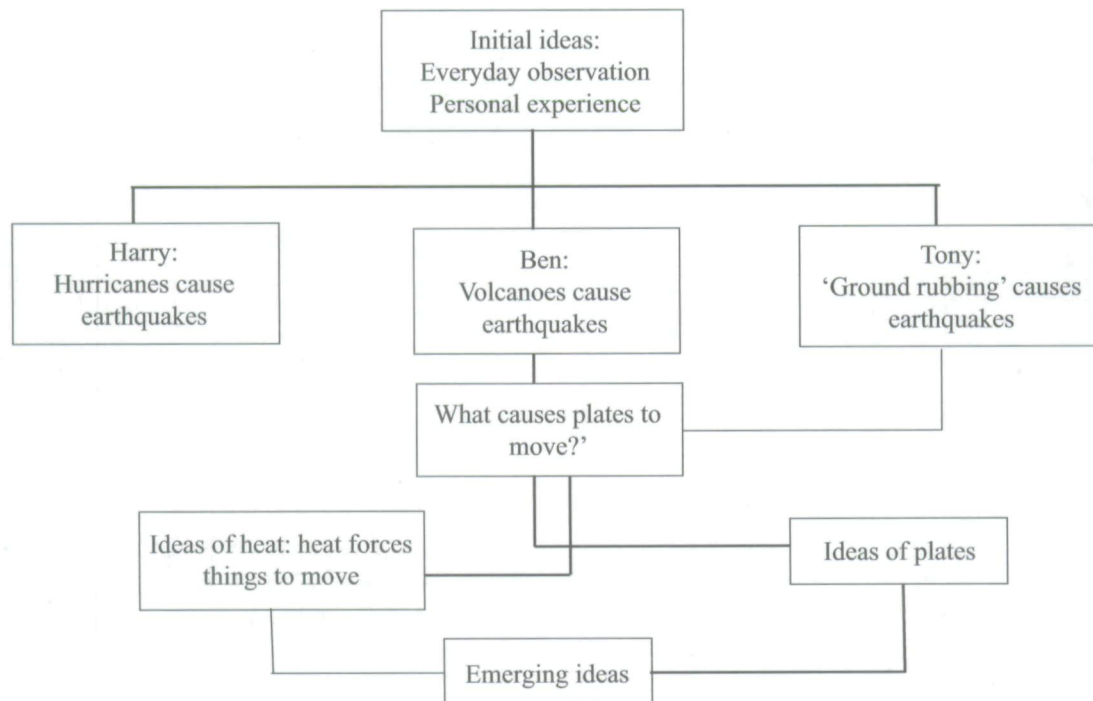 Initial ideas:
Everyday observation
Personal experience
Harry:
Hurricanes cause
earthquakes
Ben:
Volcanoes cause
earthquakes
Tony:
‘Ground rubbing’ causes
earthquakes
What causes plates to
move?’
Ideas of heat: heat forces
things to move
Ideas of plates
Emerging ideas